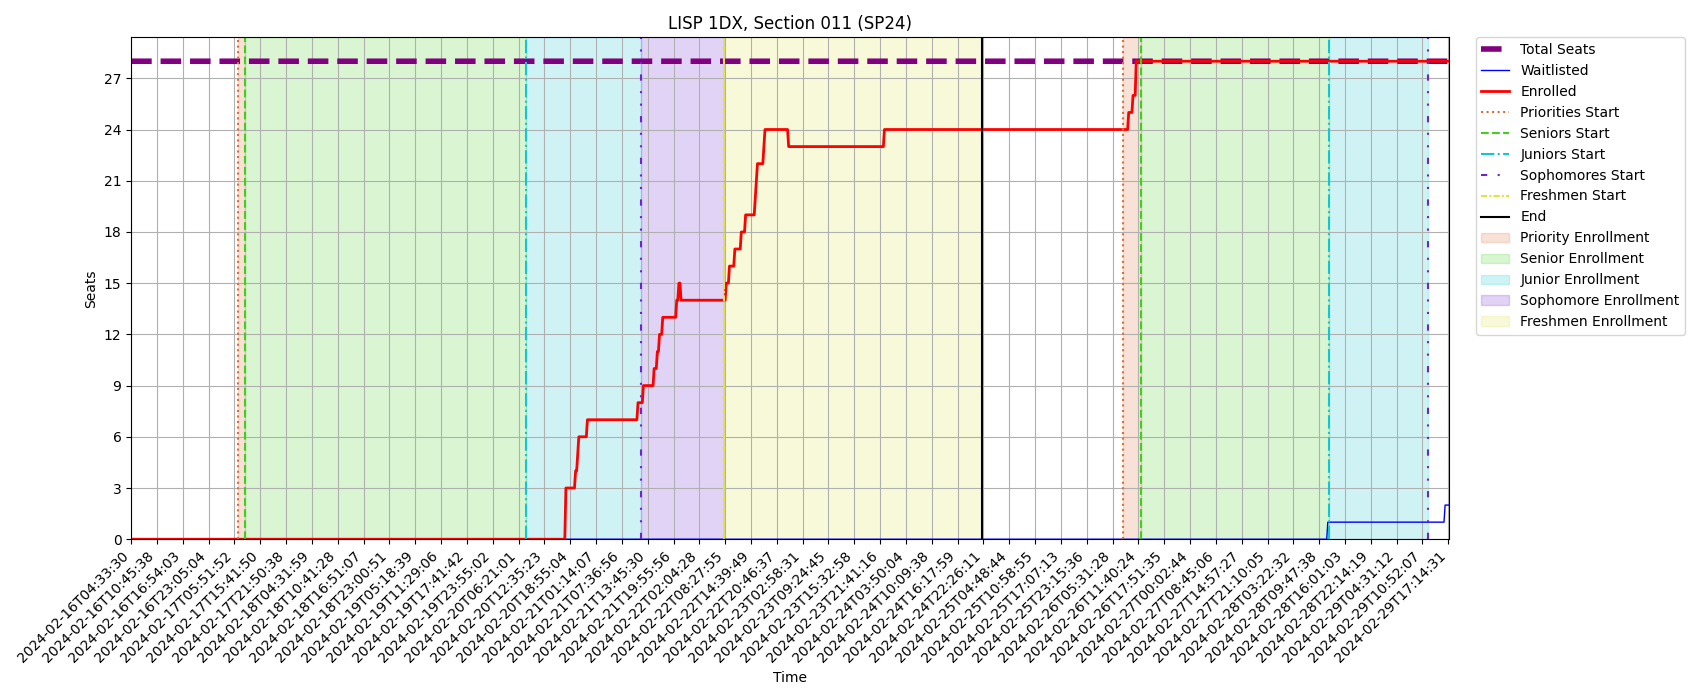 LISP 1DX, Section 011 (SP24)
Seats
27
24
21
18
15
12
9
6
3
0
2024-02-16T04:33:30
2024-02-16T10:45:38
2024-02-16T16:54:03
2024-02-16T23:05:04
2024-02-17T05:51:52
2024-02-17T15:41:50
2024-02-17T21:50:38
2024-02-18T04:31:59
2024-02-18T10:41:28
2024-02-18T16:51:07
2024-02-18T23:00:51
2024-02-19T05:18:39
2024-02-19T11:29:06
2024-02-19T17:41:42
2024-02-19T23:55:02
2024-02-20T06:21:01
2024-02-20T12:35:23
2024-02-20T18:55:04
2024-02-21T01:14:07
2024-02-21T07:36:56
2024-02-21T13:45:30
2024-02-21T19:55:56
2024-02-22T02:04:28
2024-02-22T08:27:55
2024-02-22T14:39:49
2024-02-22T20:46:37
2024-02-23T02:58:31
2024-02-23T09:24:45
2024-02-23T15:32:58
2024-02-23T21:41:16
2024-02-24T03:50:04
2024-02-24T10:09:38
2024-02-24T16:17:59
2024-02-24T22:26:11
2024-02-25T04:48:44
2024-02-25T10:58:55
2024-02-25T17:07:13
2024-02-25T23:15:36
2024-02-26T05:31:28
2024-02-26T11:40:24
2024-02-26T17:51:35
2024-02-27T00:02:44
2024-02-27T08:45:06
2024-02-27T14:57:27
2024-02-27T21:10:05
2024-02-28T03:22:32
2024-02-28T09:47:38
2024-02-28T16:01:03
2024-02-28T22:14:19
2024-02-29T04:31:12
2024-02-29T10:52:07
2024-02-29T17:14:31
Time
Total Seats
Waitlisted
Enrolled
Priorities Start
Seniors Start
Juniors Start
Sophomores Start
Freshmen Start
End
Priority Enrollment
Senior Enrollment
Junior Enrollment
Sophomore Enrollment
Freshmen Enrollment